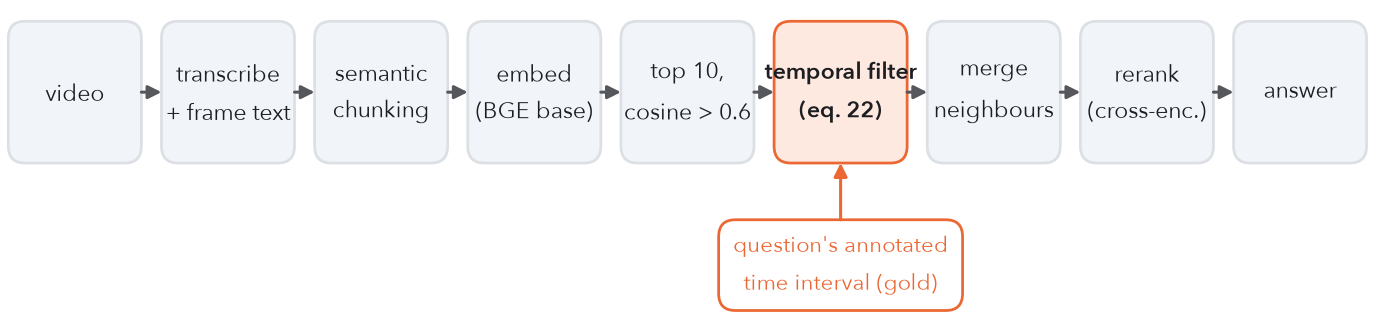 video
transcribe
+ frame text
semantic
chunking
embed
(BGE base)
top 10,
cosine > 0.6
temporal filter
(eq. 22)
merge
neighbours
rerank
(cross-enc.)
answer
question's annotated
time interval (gold)